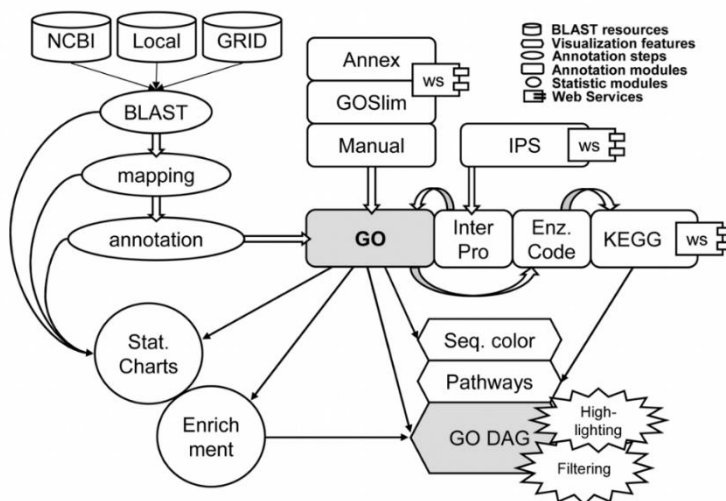 NCBI
Local
GRID
BLAST
mapping
annotation
Annex
GOSlim
ws
Manual
IPS
ws
GO
Inter
Pro
Enz.
Code
KEGG
ws
Stat.
Charts
Enrich
ment
Seq. color
Pathways
GO DAG
High-
lighting
Filtering
BLAST resources
Visualization features
Annotation steps
Annotation modules
Statistic modules
Web Services